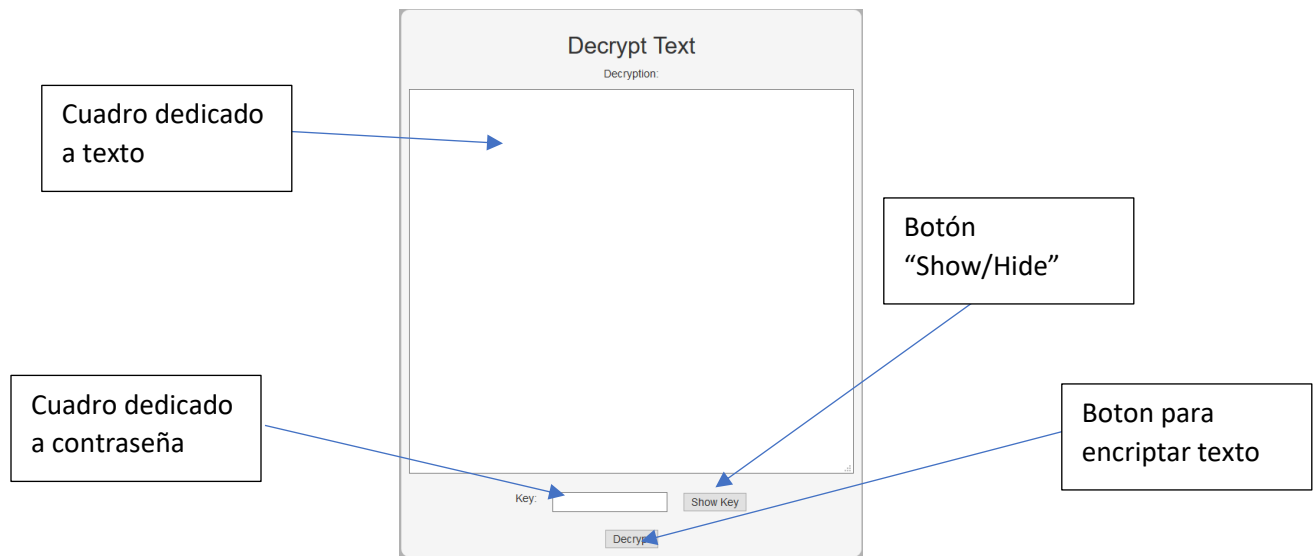 Decrypt Text
Decryption:
Cuadro dedicado
a texto
Botón
“Show/Hide”
Cuadro dedicado
a contraseña
Boton para
encriptar texto
Key:
Show Key
Decrypt